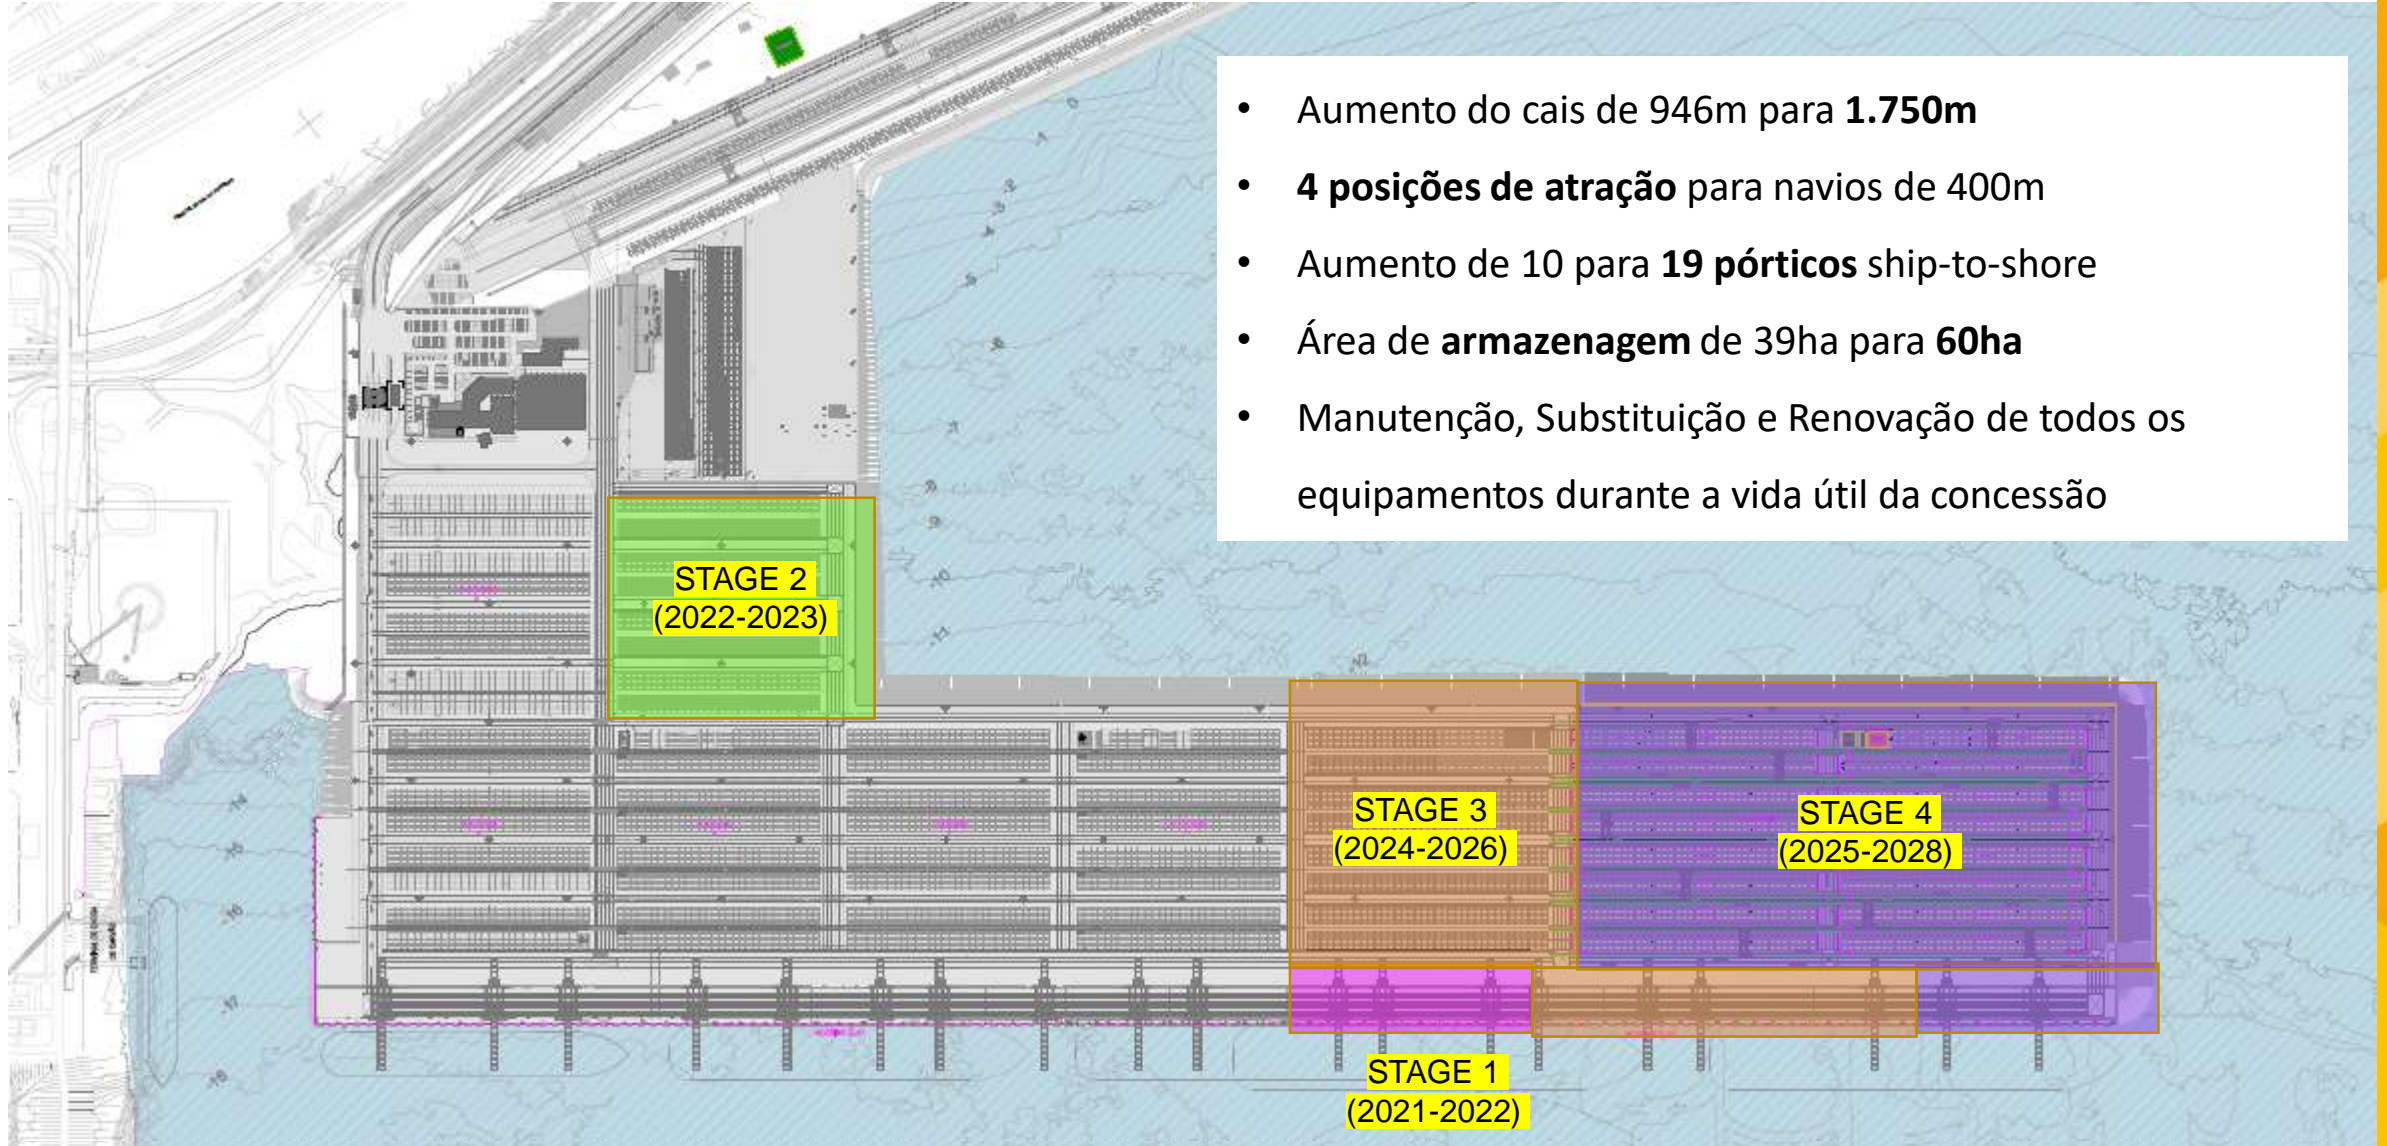 • Aumento do cais de 946m para 1.750m
• 4 posições de atração para navios de 400m
• Aumento de 10 para 19 pórticos ship-to-shore
• Área de armazenagem de 39ha para 60ha
• Manutenção, Substituição e Renovação de todos os
equipamentos durante a vida útil da concessão
STAGE 2
(2022-2023)
STAGE 3
(2024-2026)
STAGE 4
(2025-2028)
STAGE 1
(2021-2022)